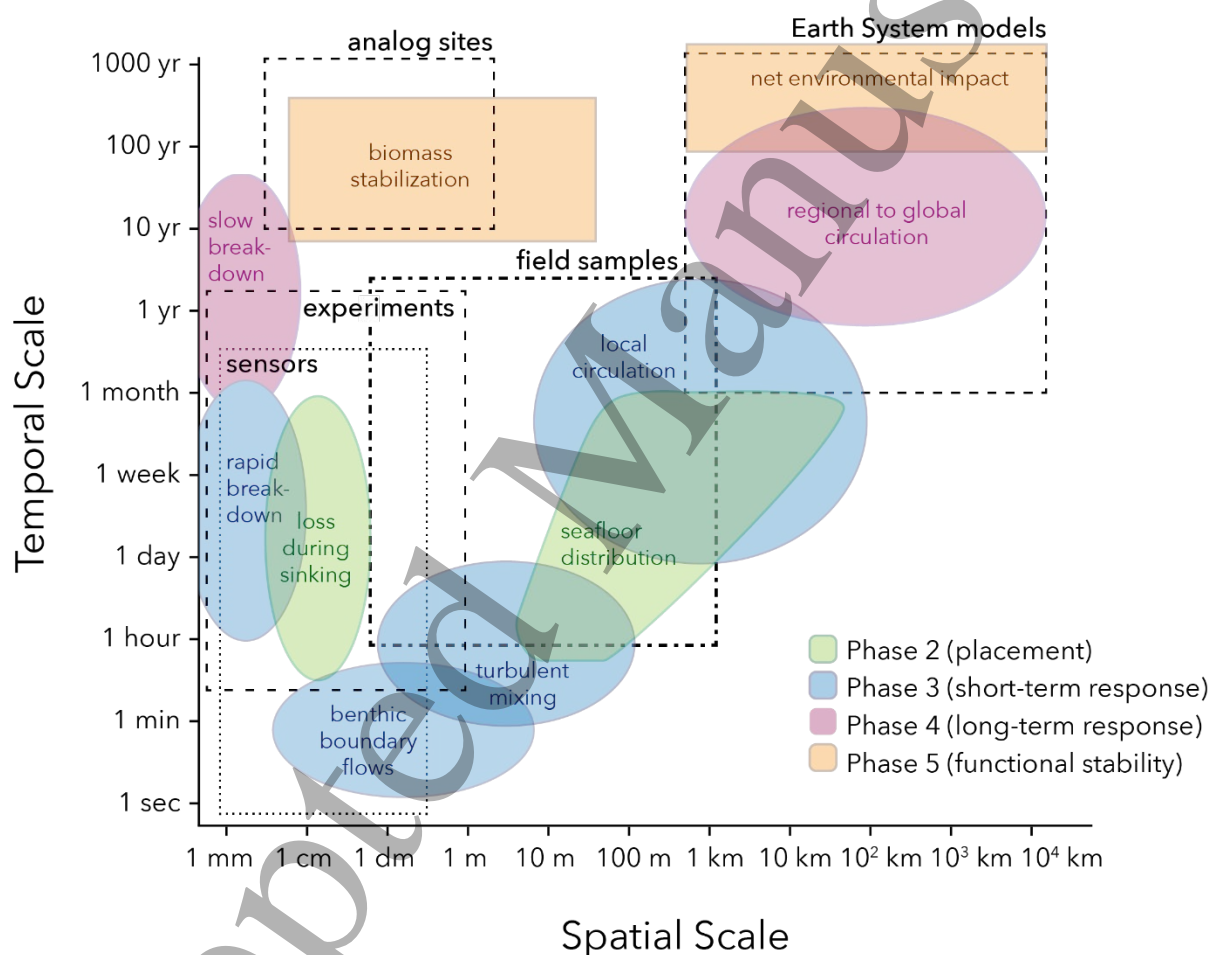 analog sites
Earth System models
1000 yr
net environmental impact
100 yr
biomass
stabilization
slow
break-
down
regional to global
circulation
10 yr
field samples
1 yr
experiments
local
circulation
sensors
1 month
rapid
break-
down
1 week
loss
during
sinking
seafloor
distribution
1 day
1 hour
turbulent
mixing
1 min
benthic
boundary
flows
1 sec
Temporal Scale
Phase 2 (placement)
Phase 3 (short-term response)
Phase 4 (long-term response)
Phase 5 (functional stability)
1 mm 1 cm 1 dm 1 m 10 m 100 m 1 km 10 km 10² km 10³ km 10⁴ km
Spatial Scale
pted Manus